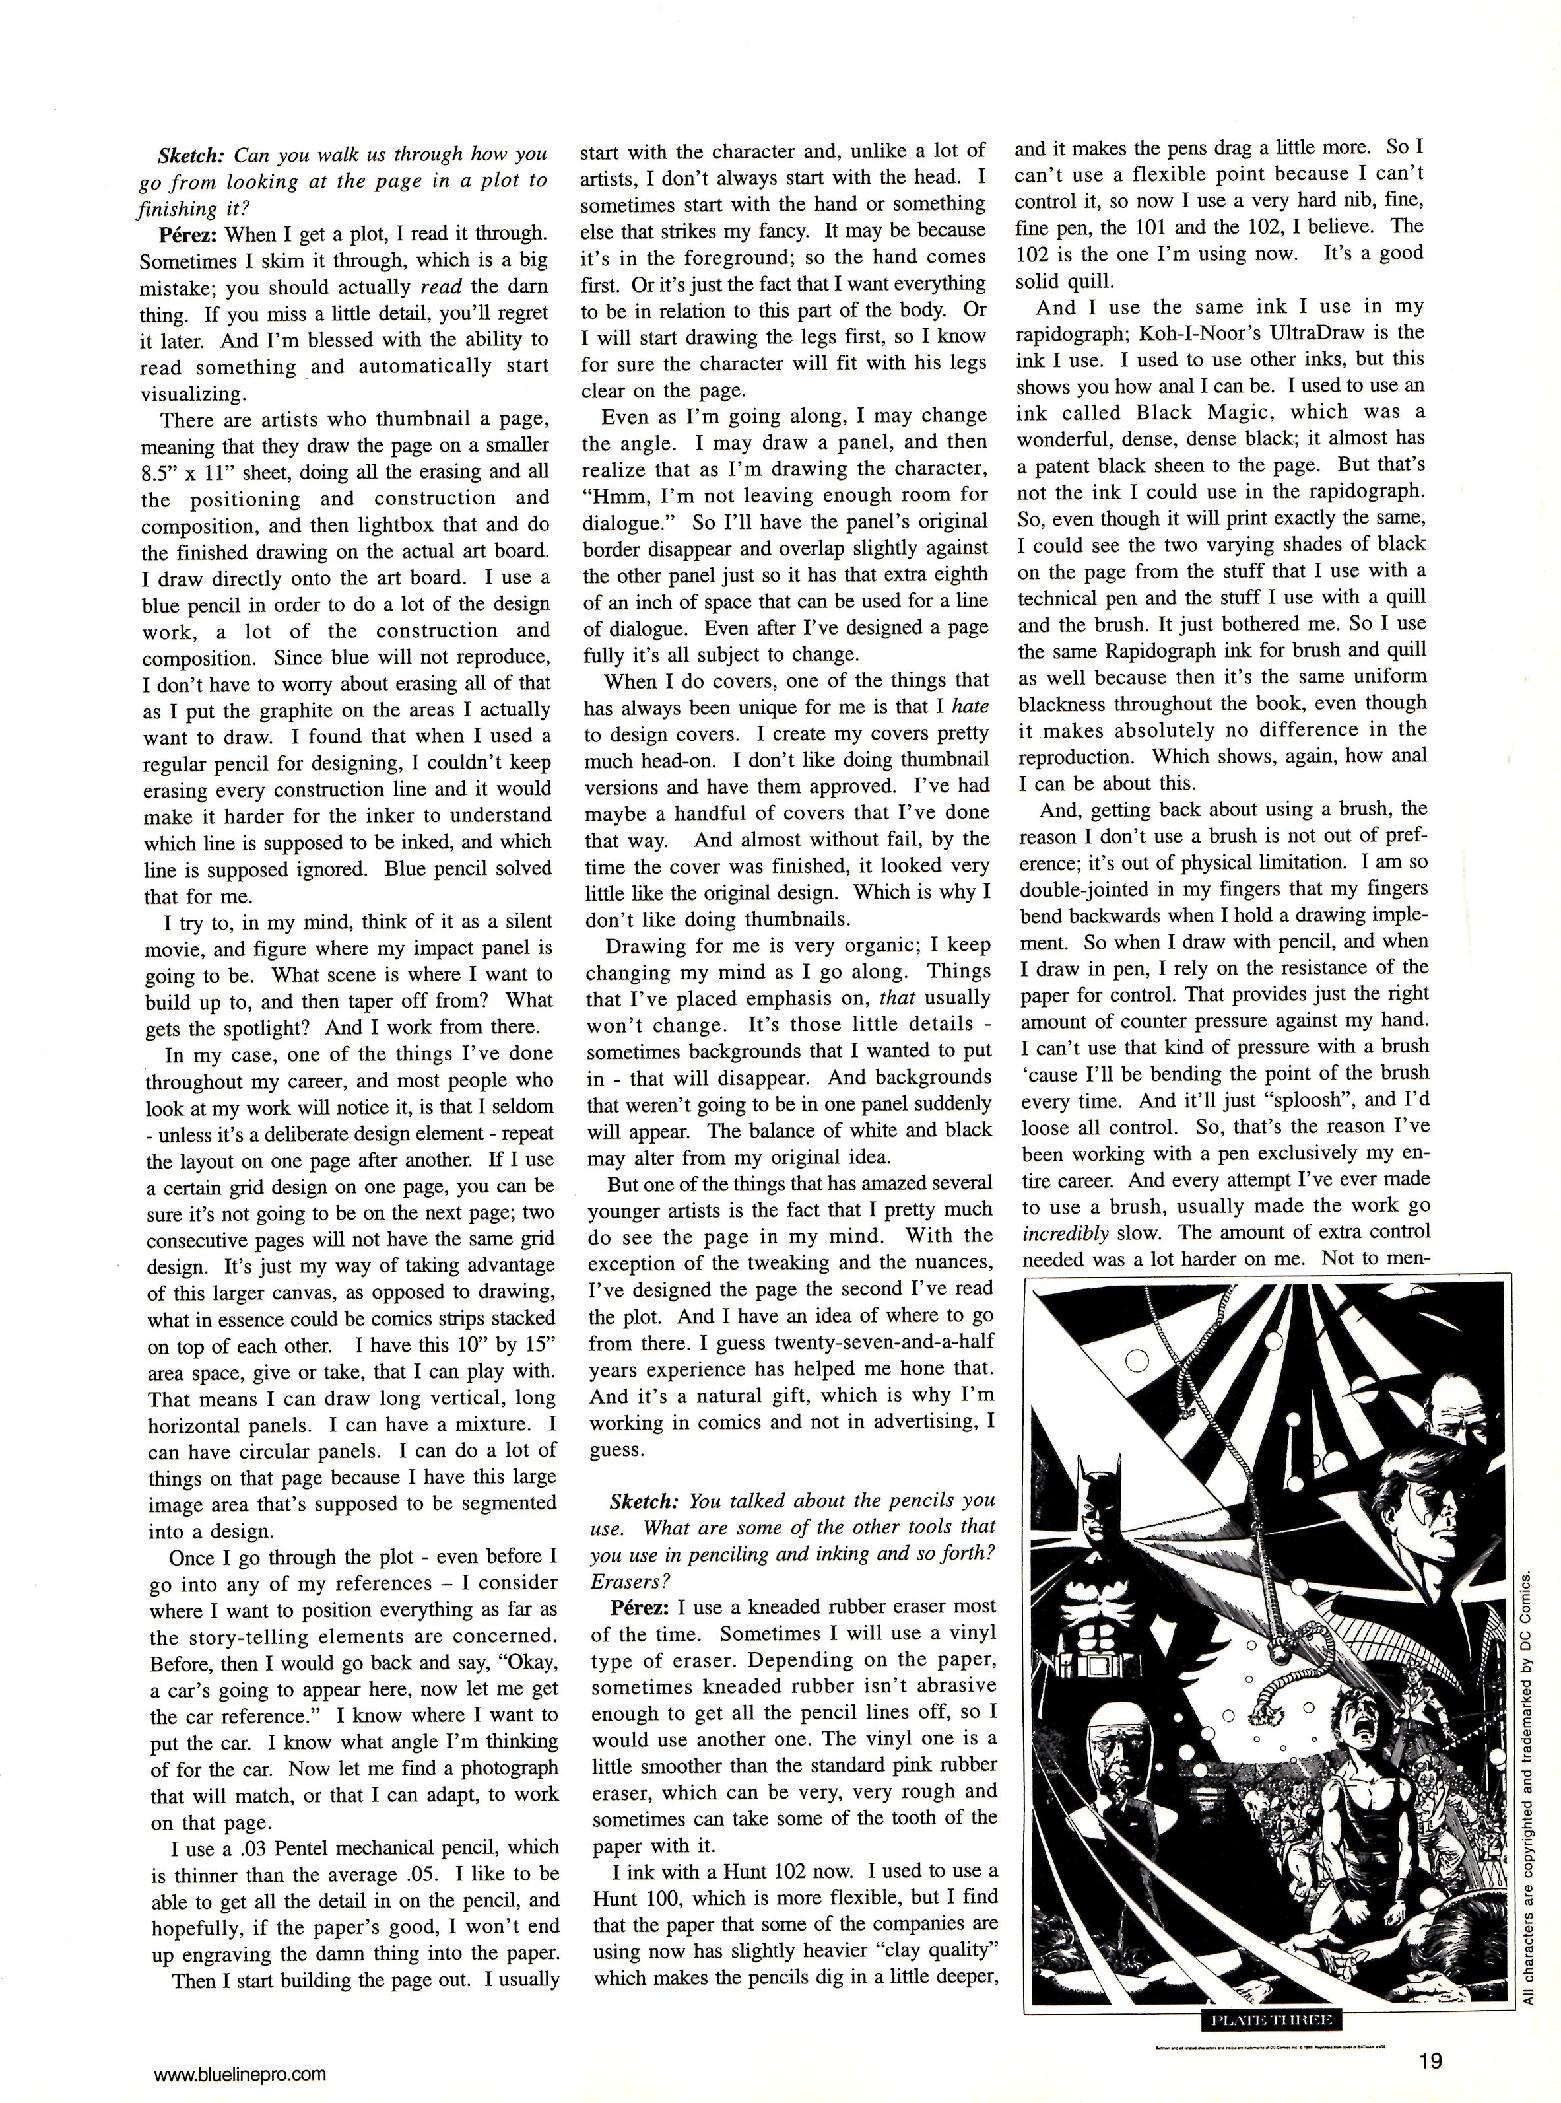 Sketch: Can you walk us through how you
go from looking at the page in a plot to
finishing it?
Pérez: When I get a plot, I read it through.
Sometimes I skim it through, which is a big
mistake; you should actually read the darn
thing. If you miss a little detail, you'll regret
it later. And I'm blessed with the ability to
read something and automatically start
visualizing.
There are artists who thumbnail a page,
meaning that they draw the page on a smaller
8.5” x 11” sheet, doing all the erasing and all
the positioning and construction and
composition, and then lightbox that and do
the finished drawing on the actual art board.
I draw directly onto the art board. I use a
blue pencil in order to do a lot of the design
work, a lot of the construction and
composition. Since blue will not reproduce,
I don't have to worry about erasing all of that
as I put the graphite on the areas I actually
want to draw. I found that when I used a
regular pencil for designing, I couldn't keep
erasing every construction line and it would
make it harder for the inker to understand
which line is supposed to be inked, and which
line is supposed ignored. Blue pencil solved
that for me.
I try to, in my mind, think of it as a silent
movie, and figure where my impact panel is
going to be. What scene is where I want to
build up to, and then taper off from? What
gets the spotlight? And I work from there.
In my case, one of the things I've done
throughout my career, and most people who
look at my work will notice it, is that I seldom
- unless it's a deliberate design element - repeat
the layout on one page after another. If I use
a certain grid design on one page, you can be
sure it's not going to be on the next page; two
consecutive pages will not have the same grid
design. It's just my way of taking advantage
of this larger canvas, as opposed to drawing,
what in essence could be comics strips stacked
on top of each other. I have this 10” by 15”
area space, give or take, that I can play with.
That means I can draw long vertical, long
horizontal panels. I can have a mixture. I
can have circular panels. I can do a lot of
things on that page because I have this large
image area that's supposed to be segmented
into a design.
Once I go through the plot - even before I
go into any of my references – I consider
where I want to position everything as far as
the story-telling elements are concerned.
Before, then I would go back and say, “Okay,
a car's going to appear here, now let me get
the car reference.” I know where I want to
put the car. I know what angle I'm thinking
of for the car. Now let me find a photograph
that will match, or that I can adapt, to work
on that page.
I use a .03 Pentel mechanical pencil, which
is thinner than the average .05. I like to be
able to get all the detail in on the pencil, and
hopefully, if the paper's good, I won't end
up engraving the damn thing into the paper.
Then I start building the page out. I usually
start with the character and, unlike a lot of
artists, I don't always start with the head. I
sometimes start with the hand or something
else that strikes my fancy. It may be because
it's in the foreground; so the hand comes
first. Or it's just the fact that I want everything
to be in relation to this part of the body. Or
I will start drawing the legs first, so I know
for sure the character will fit with his legs
clear on the page.
Even as I'm going along, I may change
the angle. I may draw a panel, and then
realize that as I'm drawing the character,
“Hmm, I'm not leaving enough room for
dialogue.” So I'll have the panel's original
border disappear and overlap slightly against
the other panel just so it has that extra eighth
of an inch of space that can be used for a line
of dialogue. Even after I've designed a page
fully it's all subject to change.
When I do covers, one of the things that
has always been unique for me is that I hate
to design covers. I create my covers pretty
much head-on. I don't like doing thumbnail
versions and have them approved. I've had
maybe a handful of covers that I've done
that way. And almost without fail, by the
time the cover was finished, it looked very
little like the original design. Which is why I
don't like doing thumbnails.
Drawing for me is very organic; I keep
changing my mind as I go along. Things
that I've placed emphasis on, that usually
won't change. It's those little details -
sometimes backgrounds that I wanted to put
in - that will disappear. And backgrounds
that weren't going to be in one panel suddenly
will appear. The balance of white and black
may alter from my original idea.
But one of the things that has amazed several
younger artists is the fact that I pretty much
do see the page in my mind. With the
exception of the tweaking and the nuances,
I've designed the page the second I've read
the plot. And I have an idea of where to go
from there. I guess twenty-seven-and-a-half
years experience has helped me hone that.
And it's a natural gift, which is why I'm
working in comics and not in advertising, I
guess.
Sketch: You talked about the pencils you
use. What are some of the other tools that
you use in penciling and inking and so forth?
Erasers?
Pérez: I use a kneaded rubber eraser most
of the time. Sometimes I will use a vinyl
type of eraser. Depending on the paper,
sometimes kneaded rubber isn't abrasive
enough to get all the pencil lines off, so I
would use another one. The vinyl one is a
little smoother than the standard pink rubber
eraser, which can be very, very rough and
sometimes can take some of the tooth of the
paper with it.
I ink with a Hunt 102 now. I used to use a
Hunt 100, which is more flexible, but I find
that the paper that some of the companies are
using now has slightly heavier “clay quality”
which makes the pencils dig in a little deeper,
and it makes the pens drag a little more. So I
can't use a flexible point because I can't
control it, so now I use a very hard nib, fine,
fine pen, the 101 and the 102, I believe. The
102 is the one I'm using now. It's a good
solid quill.
And I use the same ink I use in my
rapidograph; Koh-I-Noor's UltraDraw is the
ink I use. I used to use other inks, but this
shows you how anal I can be. I used to use an
ink called Black Magic, which was a
wonderful, dense, dense black; it almost has
a patent black sheen to the page. But that's
not the ink I could use in the rapidograph.
So, even though it will print exactly the same,
I could see the two varying shades of black
on the page from the stuff that I use with a
technical pen and the stuff I use with a quill
and the brush. It just bothered me. So I use
the same Rapidograph ink for brush and quill
as well because then it's the same uniform
blackness throughout the book, even though
it makes absolutely no difference in the
reproduction. Which shows, again, how anal
I can be about this.
And, getting back about using a brush, the
reason I don't use a brush is not out of pref-
erence; it's out of physical limitation. I am so
double-jointed in my fingers that my fingers
bend backwards when I hold a drawing imple-
ment. So when I draw with pencil, and when
I draw in pen, I rely on the resistance of the
paper for control. That provides just the right
amount of counter pressure against my hand.
I can't use that kind of pressure with a brush
‘cause I'll be bending the point of the brush
every time. And it'll just “sploosh”, and I'd
loose all control. So, that's the reason I've
been working with a pen exclusively my en-
tire career. And every attempt I've ever made
to use a brush, usually made the work go
incredibly slow. The amount of extra control
needed was a lot harder on me. Not to men-
All characters are copyrighted and trademarked by DC Comics.
PLATE THREE
www.bluelinepro.com
19